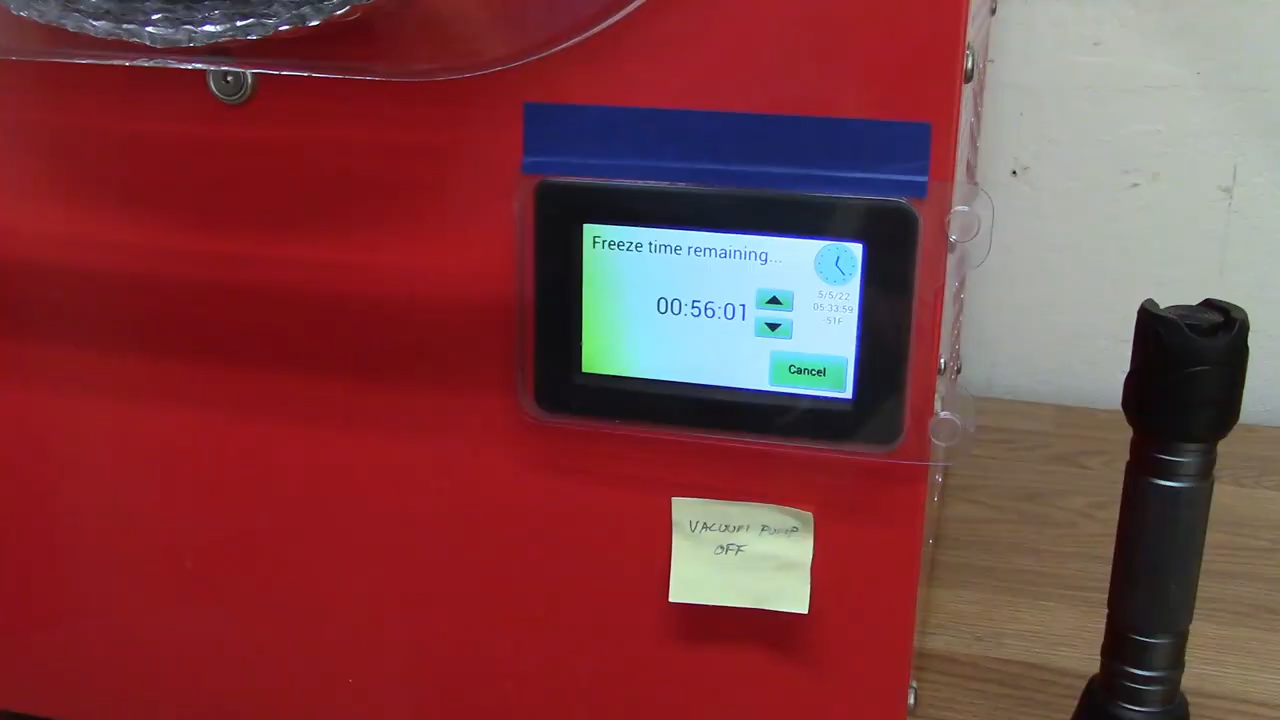 Freeze time remaining...
00:56:01
5/5/22
05:33:59
-51F
Cancel
VACUUM PUMP
OFF